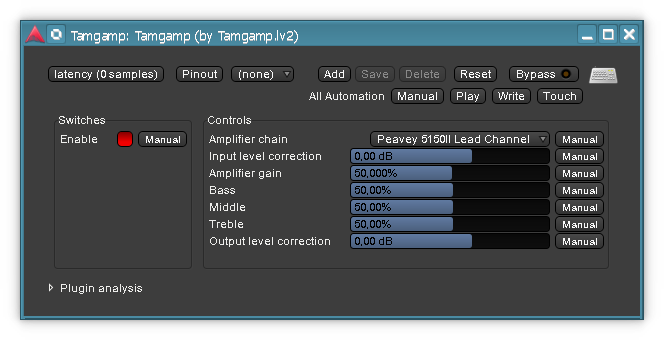 Tamgamp: Tamgamp (by Tamgamp.lv2)
latency (0 samples) Pinout (none) Add Save Delete Reset Bypass
All Automation Manual Play Write Touch
Switches
Enable Manual
Controls
Amplifier chain Peavey 5150II Lead Channel Manual
Input level correction 0,00 dB Manual
Amplifier gain 50,000% Manual
Bass 50,00% Manual
Middle 50,00% Manual
Treble 50,00% Manual
Output level correction 0,00 dB Manual
Plugin analysis